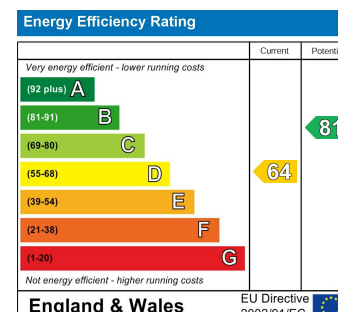 Energy Efficiency Rating
Current
Very energy efficient - lower running costs
(92 plus) A
(81-91) B
81
(69-80) C
(55-68) D
64
(39-54) E
(21-38) F
(1-20) G
Not energy efficient - higher running costs
England & Wales
EU Directive